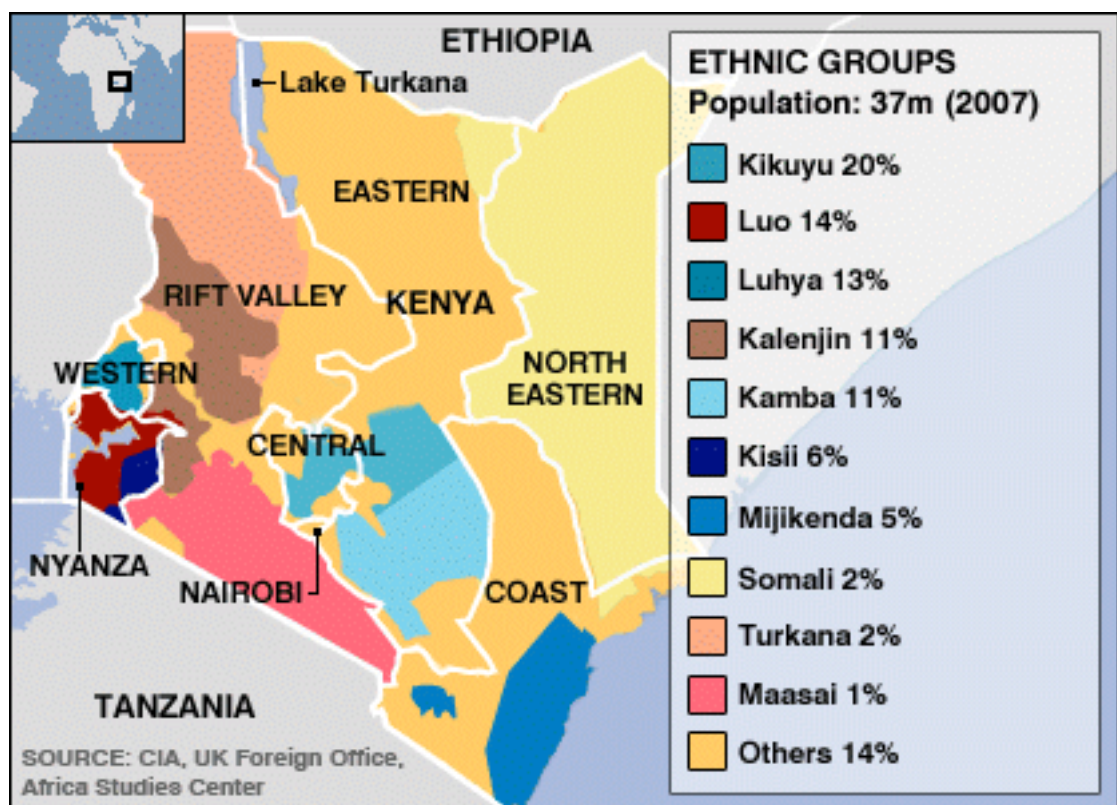 ETHIOPIA
Lake Turkana
EASTERN
RIFT VALLEY
KENYA
WESTERN
NORTH
EASTERN
CENTRAL
NYANZA
NAIROBI
COAST
TANZANIA
SOURCE: CIA, UK Foreign Office,
Africa Studies Center
ETHNIC GROUPS
Population: 37m (2007)
Kikuyu 20%
Luo 14%
Luhya 13%
Kalenjin 11%
Kamba 11%
Kisii 6%
Mijikenda 5%
Somali 2%
Turkana 2%
Maasai 1%
Others 14%